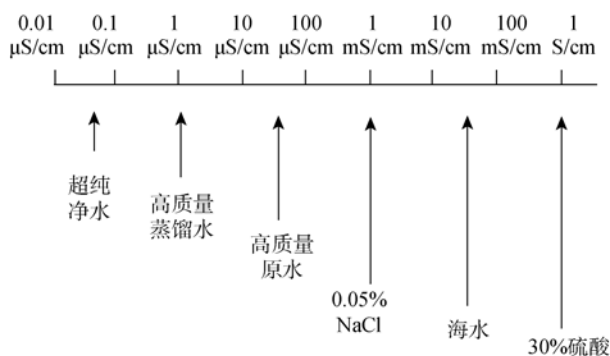 0.01 0.1 1 10 100 1 10 100 1
μS/cm μS/cm μS/cm μS/cm μS/cm mS/cm mS/cm mS/cm S/cm
超纯
净水
高质量
蒸馏水
高质量
原水
0.05%
NaCl
海水
30%硫酸